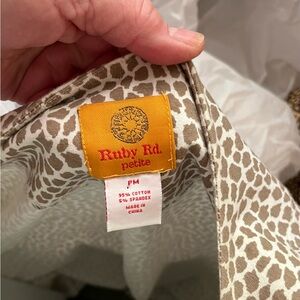 Ruby Rd.
petite
PM
95% COTTON
5% SPANDEX
MADE IN
CHINA